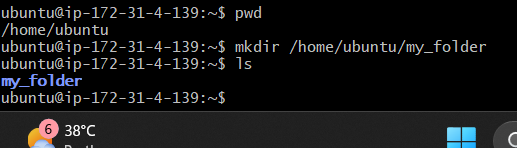 ubuntu@ip-172-31-4-139:~$ pwd
/home/ubuntu
ubuntu@ip-172-31-4-139:~$ mkdir /home/ubuntu/my_folder
ubuntu@ip-172-31-4-139:~$ ls
my_folder
ubuntu@ip-172-31-4-139:~$
6
38°C